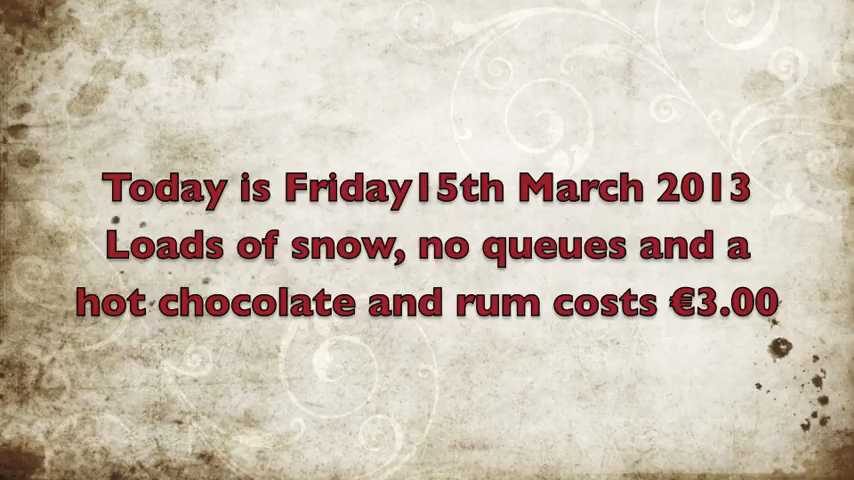 Today is Friday15th March 2013
Loads of snow, no queues and a
hot chocolate and rum costs €3.00